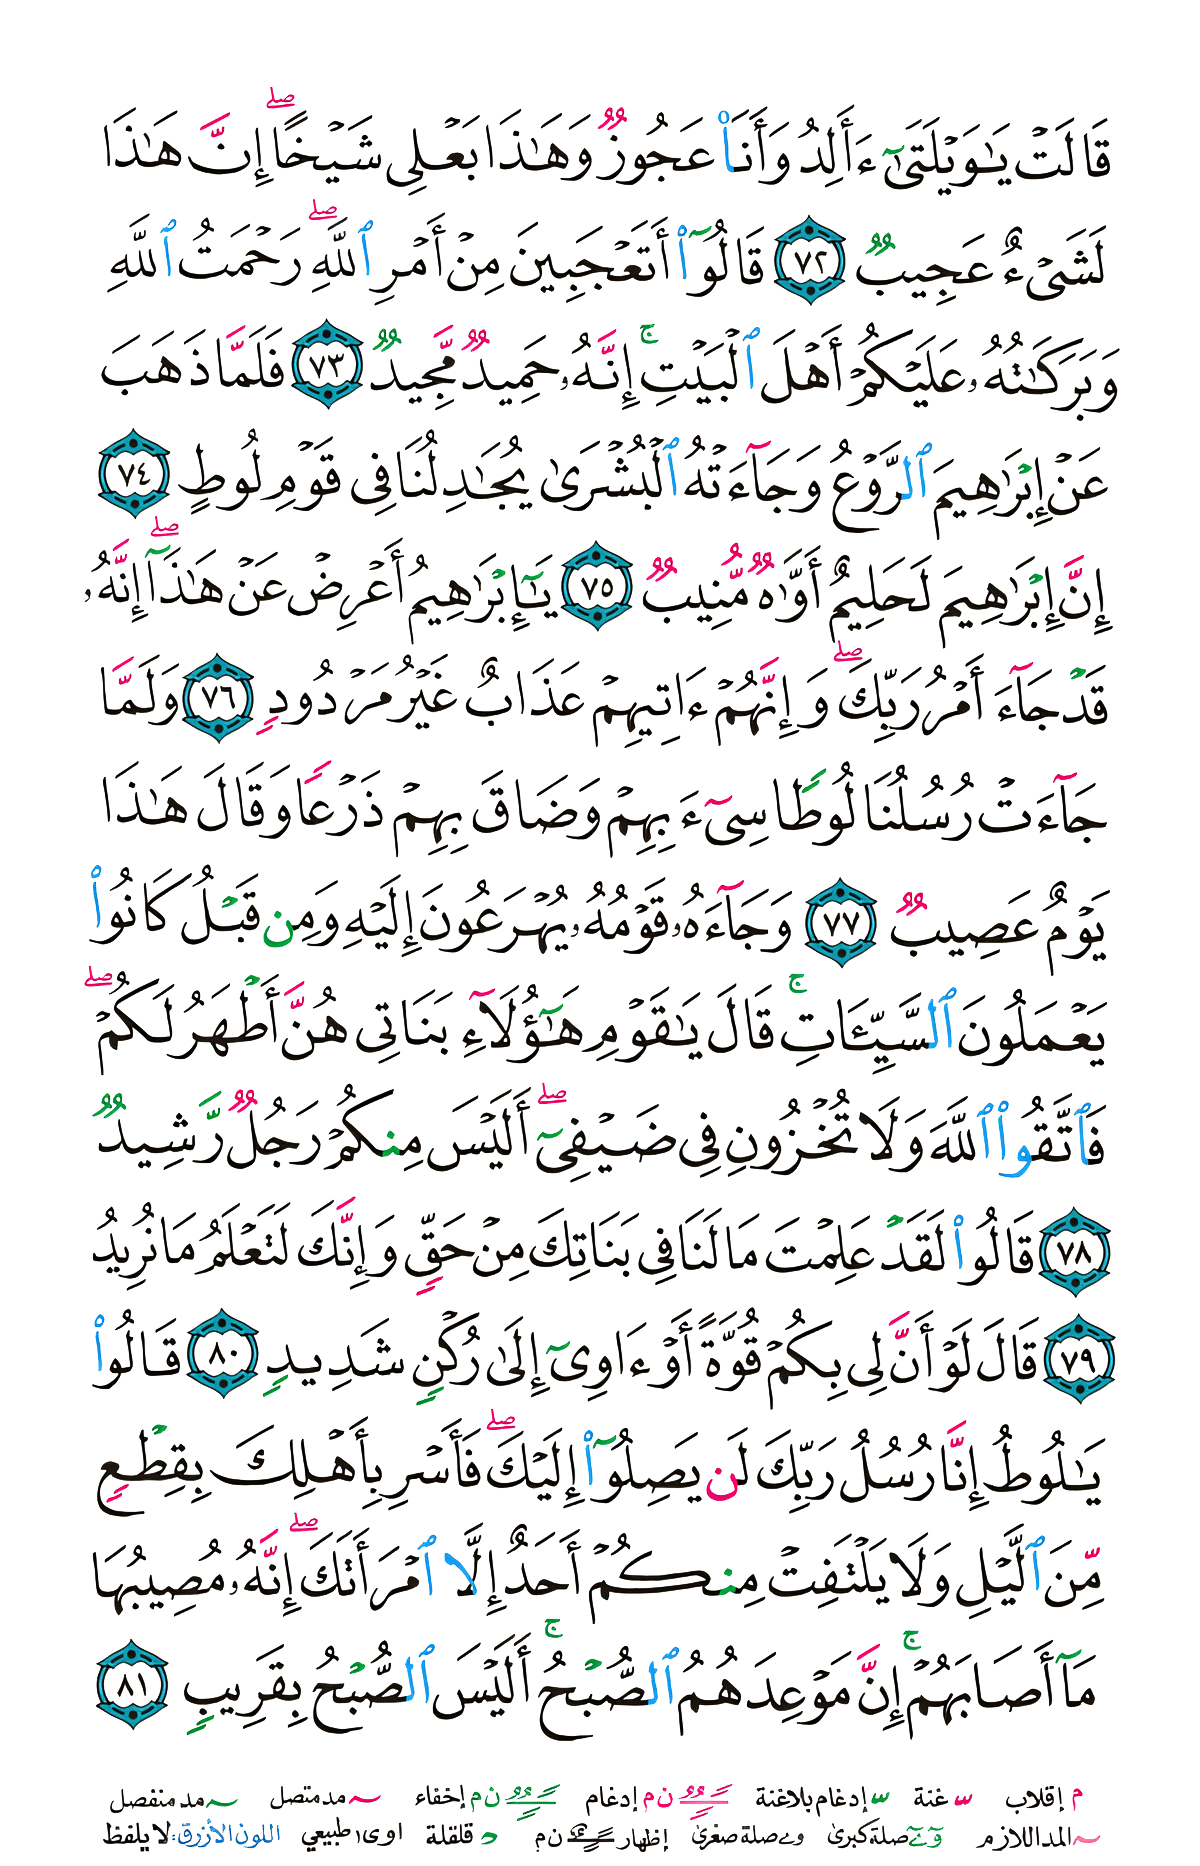 قَالَتْ يَٰوَيْلَتَىٰٓ ءَأَلِدُ وَأَنَا۠ عَجُوزٌ وَهَٰذَا بَعْلِى شَيْخًا ۖ إِنَّ هَٰذَا
لَشَىْءٌ عَجِيبٌ ٧٢ قَالُوٓا۟ أَتَعْجَبِينَ مِنْ أَمْرِ ٱللَّهِ ۖ رَحْمَتُ ٱللَّهِ
وَبَرَكَٰتُهُۥ عَلَيْكُمْ أَهْلَ ٱلْبَيْتِ ۚ إِنَّهُۥ حَمِيدٌ مَّجِيدٌ ٧٣ فَلَمَّا ذَهَبَ
عَنْ إِبْرَٰهِيمَ ٱلرَّوْعُ وَجَآءَتْهُ ٱلْبُشْرَىٰ يُجَٰدِلُنَا فِى قَوْمِ لُوطٍ ٧٤
إِنَّ إِبْرَٰهِيمَ لَحَلِيمٌ أَوَّٰهٌ مُّنِيبٌ ٧٥ يَٰٓإِبْرَٰهِيمُ أَعْرِضْ عَنْ هَٰذَآ ۖ إِنَّهُۥ
قَدْ جَآءَ أَمْرُ رَبِّكَ ۖ وَإِنَّهُمْ ءَاتِيهِمْ عَذَابٌ غَيْرُ مَرْدُودٍ ٧٦ وَلَمَّا
جَآءَتْ رُسُلُنَا لُوطًا سِىٓءَ بِهِمْ وَضَاقَ بِهِمْ ذَرْعًا وَقَالَ هَٰذَا
يَوْمٌ عَصِيبٌ ٧٧ وَجَآءَهُۥ قَوْمُهُۥ يُهْرَعُونَ إِلَيْهِ وَمِن قَبْلُ كَانُوا۟
يَعْمَلُونَ ٱلسَّيِّـَٔاتِ ۚ قَالَ يَٰقَوْمِ هَٰٓؤُلَآءِ بَنَاتِى هُنَّ أَطْهَرُ لَكُمْ ۖ
فَٱتَّقُوا۟ ٱللَّهَ وَلَا تُخْزُونِ فِى ضَيْفِىٓ ۖ أَلَيْسَ مِنكُمْ رَجُلٌ رَّشِيدٌ
٧٨ قَالُوا۟ لَقَدْ عَلِمْتَ مَا لَنَا فِى بَنَاتِكَ مِنْ حَقٍّ وَإِنَّكَ لَتَعْلَمُ مَا نُرِيدُ
٧٩ قَالَ لَوْ أَنَّ لِى بِكُمْ قُوَّةً أَوْ ءَاوِىٓ إِلَىٰ رُكْنٍ شَدِيدٍ ٨٠ قَالُوا۟
يَٰلُوطُ إِنَّا رُسُلُ رَبِّكَ لَن يَصِلُوٓا۟ إِلَيْكَ ۖ فَأَسْرِ بِأَهْلِكَ بِقِطْعٍ
مِّنَ ٱلَّيْلِ وَلَا يَلْتَفِتْ مِنكُمْ أَحَدٌ إِلَّا ٱمْرَأَتَكَ ۖ إِنَّهُۥ مُصِيبُهَا
مَآ أَصَابَهُمْ ۚ إِنَّ مَوْعِدَهُمُ ٱلصُّبْحُ ۚ أَلَيْسَ ٱلصُّبْحُ بِقَرِيبٍ ٨١
م إقلاب غنة إدغام بلاغنة ن م إدغام ن م إخفاء مد متصل مد منفصل
المد اللازم صلة كبرى صلة صغرى إظهار ن م قلقلة اوى طبيعي اللون الأزرق: لا يلفظ